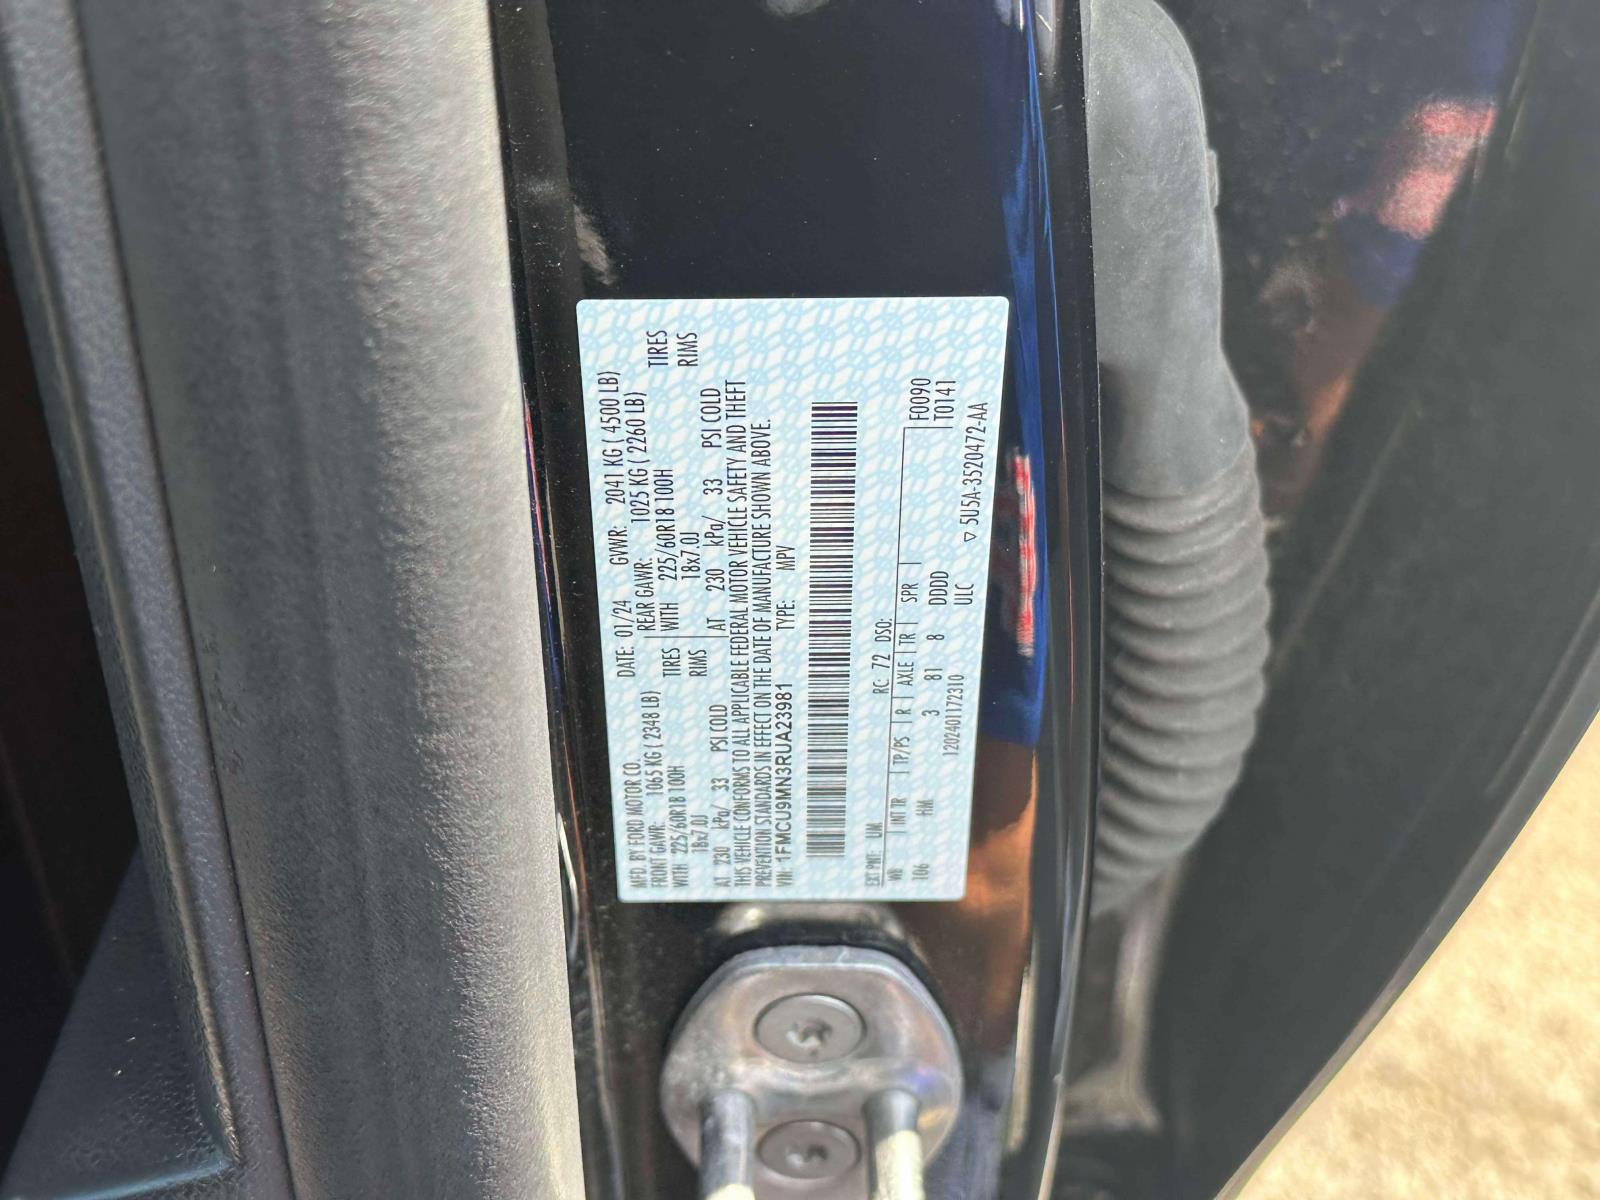 MFD. BY FORD MOTOR CO.
DATE: 01/24 GVWR: 2041 KG ( 4500 LB)
FRONT GAWR: 1065 KG ( 2348 LB)
REAR GAWR: 1025 KG ( 2260 LB)
WITH 225/60R18 100H TIRES
WITH 225/60R18 100H TIRES
18x7.0J RIMS
18x7.0J RIMS
AT 230 kPa/ 33 PSI COLD
AT 230 kPa/ 33 PSI COLD
THIS VEHICLE CONFORMS TO ALL APPLICABLE FEDERAL MOTOR VEHICLE SAFETY AND THEFT
PREVENTION STANDARDS IN EFFECT ON THE DATE OF MANUFACTURE SHOWN ABOVE.
VIN: 1FMCU9MN3RUA23981 TYPE: MPV
EXT PNT: UM RC: 72 DSO:
WB INT TR TP/PS R AXLE TR SPR F0090
106 HM 3 81 8 DDDD T0141
ULC
120240117231​0 ▽ 5U5A-3520472-AA